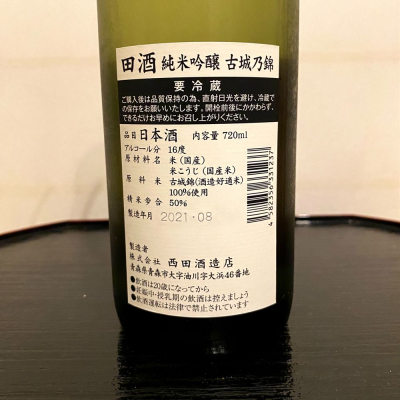 田酒 純米吟醸 古城乃錦
要冷蔵
ご購入後は品質保持の為、直射日光を避け、冷蔵で
の保存をお願いいたします。開栓前後にかかわらず、
できるだけお早めにお召し上がりください。
品目 日本酒 内容量 720ml
アルコール分 16度
原材料名 米(国産)
米こうじ(国産米)
原料米 古城錦(酒造好適米)
100%使用
精米歩合 50%
製造年月 2021.08
製造者
株式会社 西田酒造店
青森県青森市大字油川字大浜46番地
●飲酒は20歳になってから
●妊娠中・授乳期の飲酒は控えましょう
●飲酒運転は法律で禁止されています
4582356331237